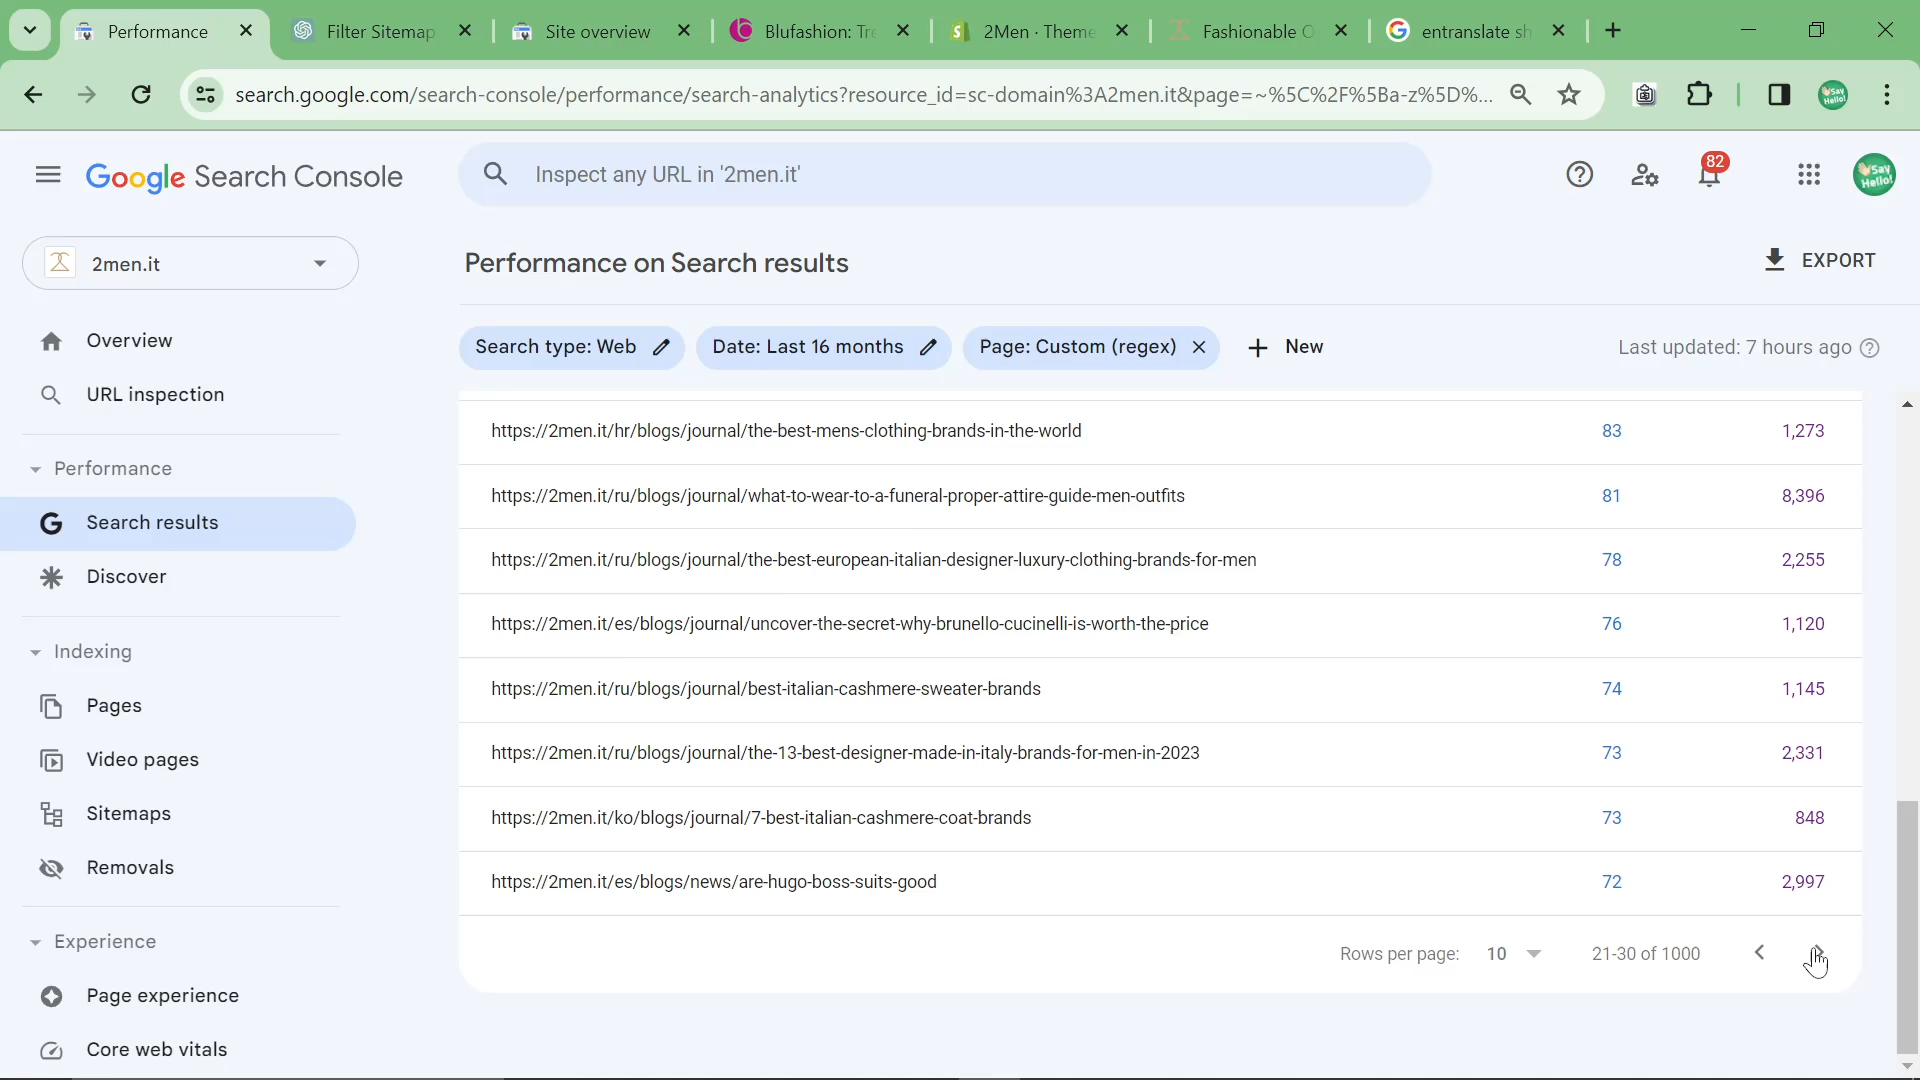 Performance
Filter Sitemap
Site overview
Blufashion: Tre
2Men · Theme
Fashionable O
entranslate sh
search.google.com/search-console/performance/search-analytics?resource_id=sc-domain%3A2men.it&page=~%5C%2F%5Ba-z%5D%...
Google Search Console
Inspect any URL in '2men.it'
82
Say Hello!
2men.it
Performance on Search results
EXPORT
Search type: Web
Date: Last 16 months
Page: Custom (regex)
New
Last updated: 7 hours ago
Overview
URL inspection
Performance
Search results
Discover
Indexing
Pages
Video pages
Sitemaps
Removals
Experience
Page experience
Core web vitals
https://2men.it/hr/blogs/journal/the-best-mens-clothing-brands-in-the-world 83 1,273
https://2men.it/ru/blogs/journal/what-to-wear-to-a-funeral-proper-attire-guide-men-outfits 81 8,396
https://2men.it/ru/blogs/journal/the-best-european-italian-designer-luxury-clothing-brands-for-men 78 2,255
https://2men.it/es/blogs/journal/uncover-the-secret-why-brunello-cucinelli-is-worth-the-price 76 1,120
https://2men.it/ru/blogs/journal/best-italian-cashmere-sweater-brands 74 1,145
https://2men.it/ru/blogs/journal/the-13-best-designer-made-in-italy-brands-for-men-in-2023 73 2,331
https://2men.it/ko/blogs/journal/7-best-italian-cashmere-coat-brands 73 848
https://2men.it/es/blogs/news/are-hugo-boss-suits-good 72 2,997
Rows per page: 10 21-30 of 1000